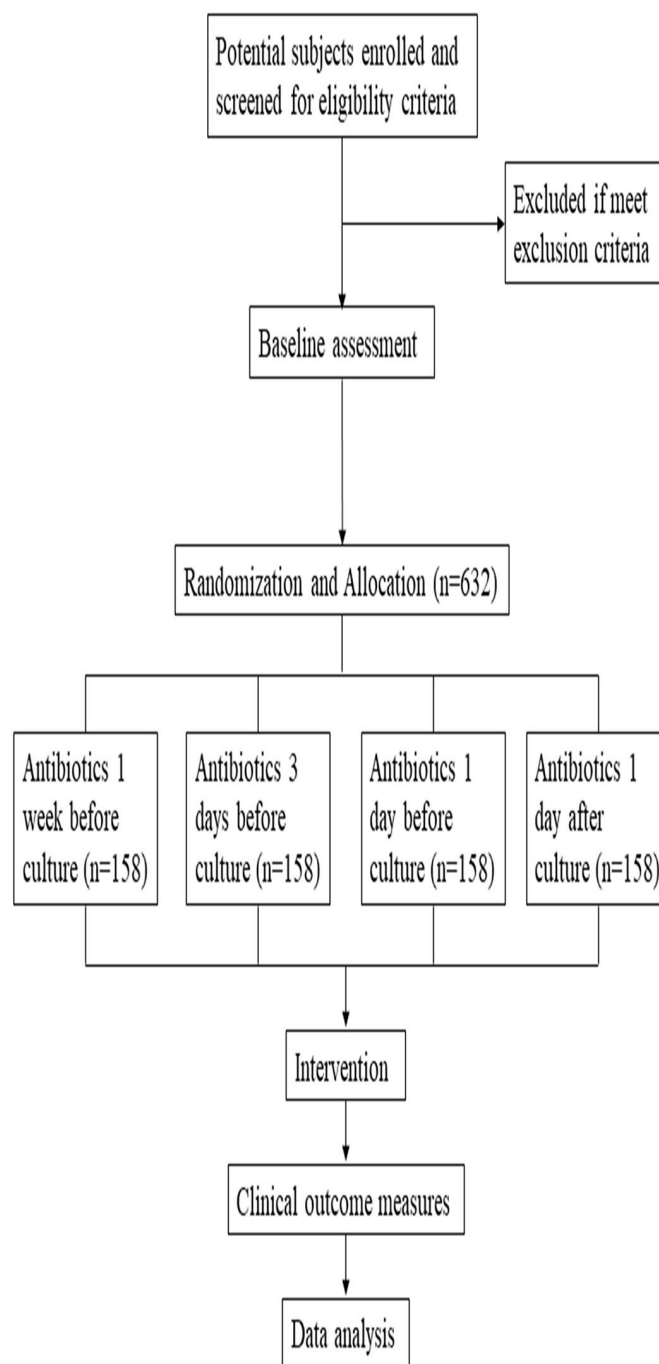 Potential subjects enrolled and
screened for eligibility criteria
Excluded if meet
exclusion criteria
Baseline assessment
Randomization and Allocation (n=632)
Antibiotics 1
week before
culture (n=158)
Antibiotics 3
days before
culture (n=158)
Antibiotics 1
day before
culture (n=158)
Antibiotics 1
day after
culture (n=158)
Intervention
Clinical outcome measures
Data analysis